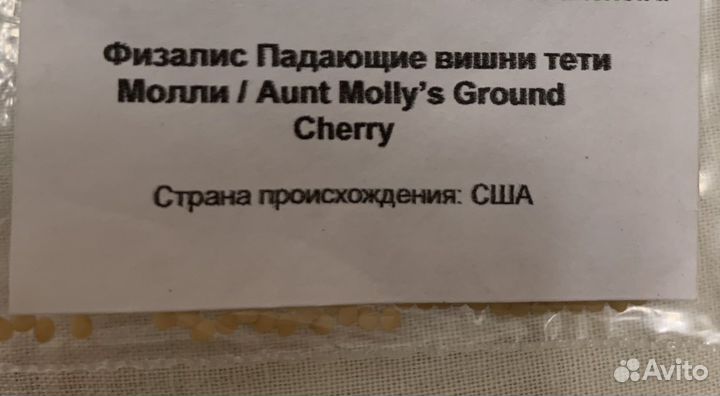 Физалис Падающие вишни тети
Молли / Aunt Molly's Ground
Cherry
Страна происхождения: США
Avito